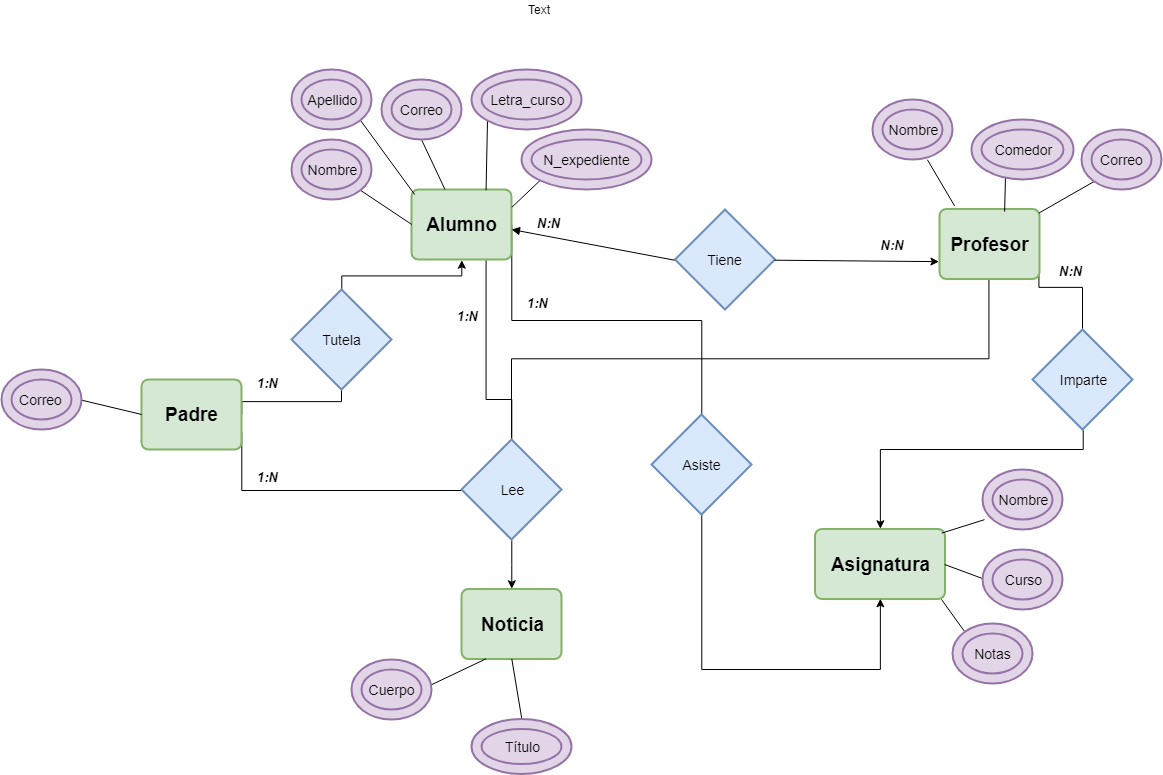 Text
Apellido
Correo
Letra_curso
Nombre
N_expediente
Alumno
Nombre
Comedor
Correo
Profesor
N:N
N:N
Tiene
N:N
1:N
1:N
Tutela
Imparte
1:N
Correo
Padre
1:N
Lee
Asiste
Nombre
Asignatura
Curso
Notas
Noticia
Cuerpo
Título